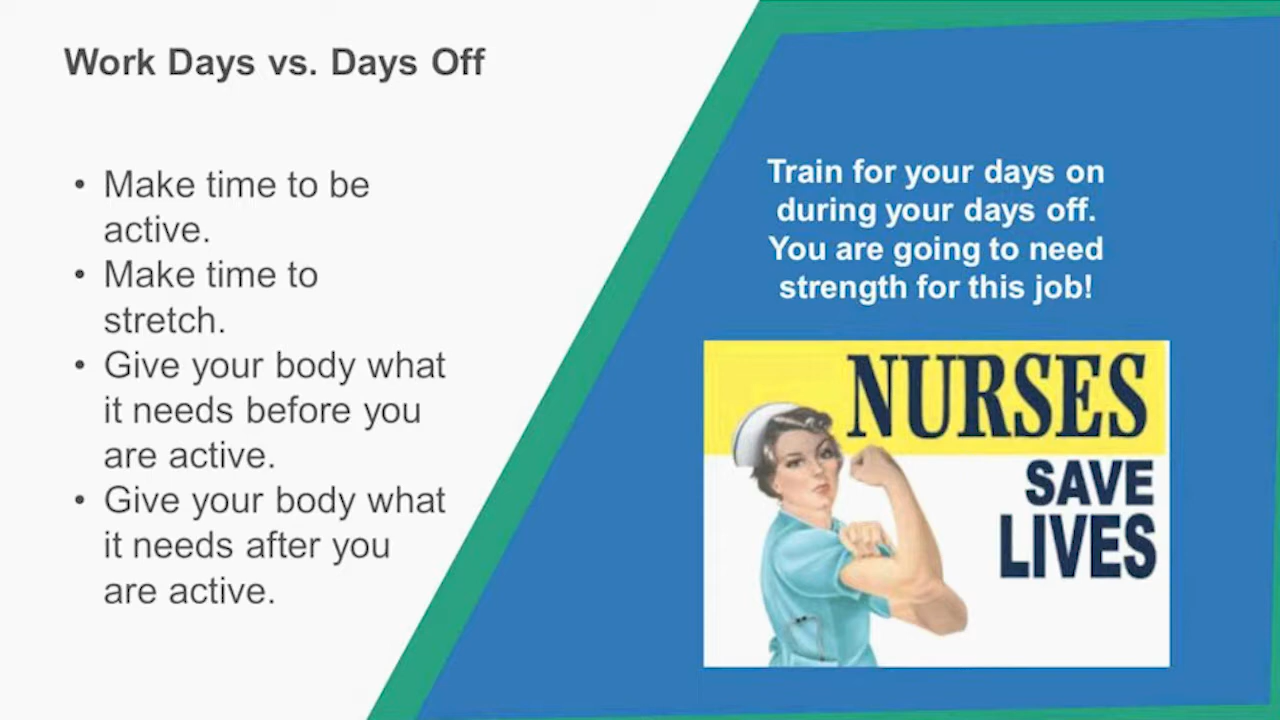 Work Days vs. Days Off
• Make time to be
active.
• Make time to
stretch.
• Give your body what
it needs before you
are active.
• Give your body what
it needs after you
are active.
Train for your days on
during your days off.
You are going to need
strength for this job!
NURSES
SAVE
LIVES